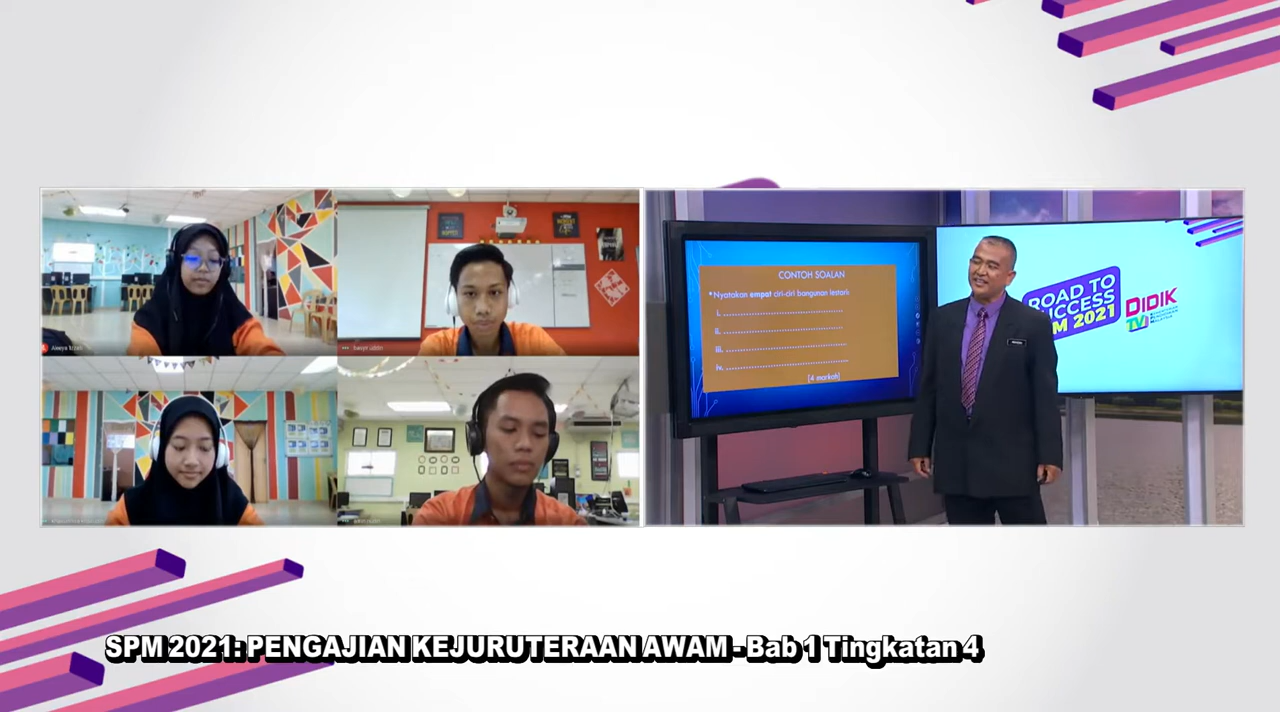 CONTOH SOALAN
• Nyatakan empat ciri-ciri bangunan lestari
i. ................................................
ii. ................................................
iii. ................................................
iv. ................................................
[4 markah]
ROAD TO
SUCCESS
SPM 2021
DIDIK
TV
SPM 2021: PENGAJIAN KEJURUTERAAN AWAM - Bab 1 Tingkatan 4